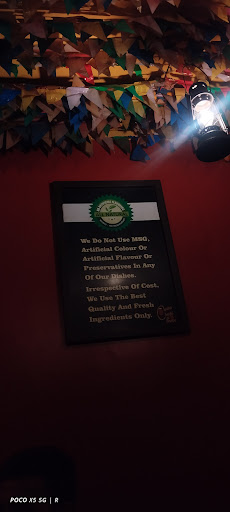 We Do Not Use MSG,
Artificial Colour Or
Artificial Flavour Or
Preservatives In Any
Of Our Dishes.
Irrespective Of Cost,
We Use The Best
Quality And Fresh
Ingredients Only.
POCO X5 5G | R